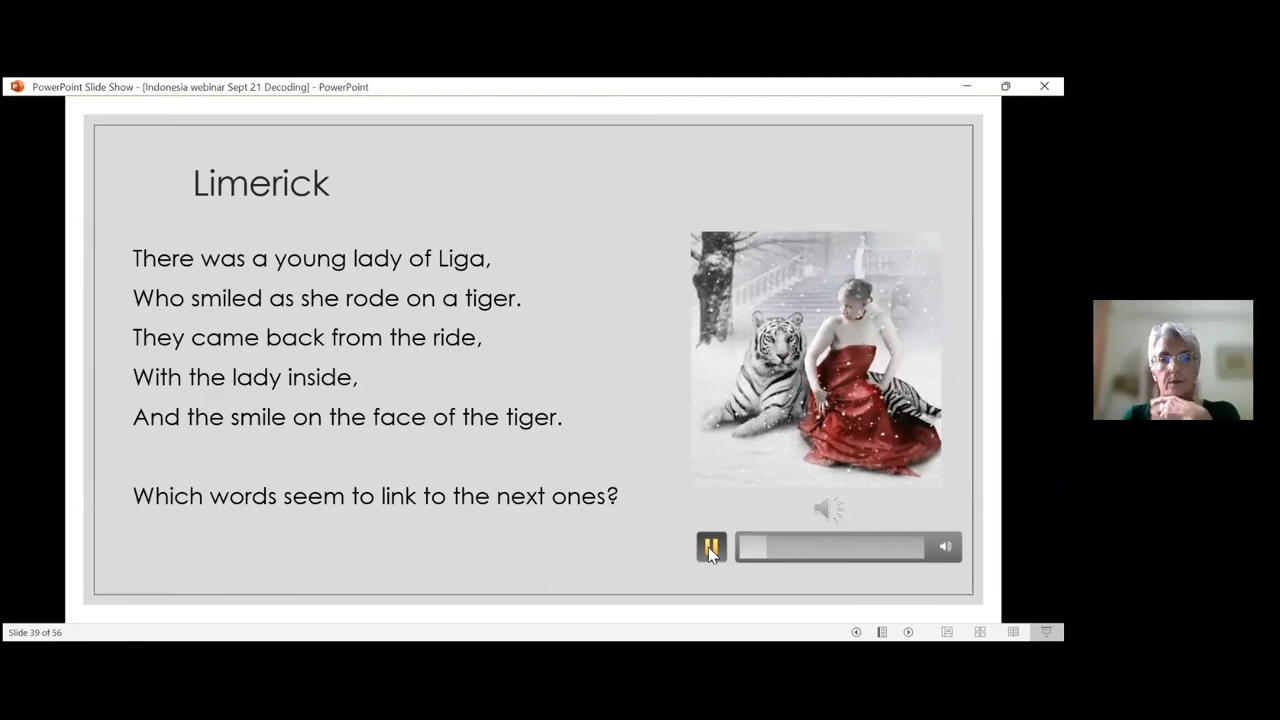 PowerPoint Slide Show - [Indonesia webinar Sept 21 Decoding] - PowerPoint
Limerick
There was a young lady of Liga,
Who smiled as she rode on a tiger.
They came back from the ride,
With the lady inside,
And the smile on the face of the tiger.
Which words seem to link to the next ones?
Slide 39 of 56